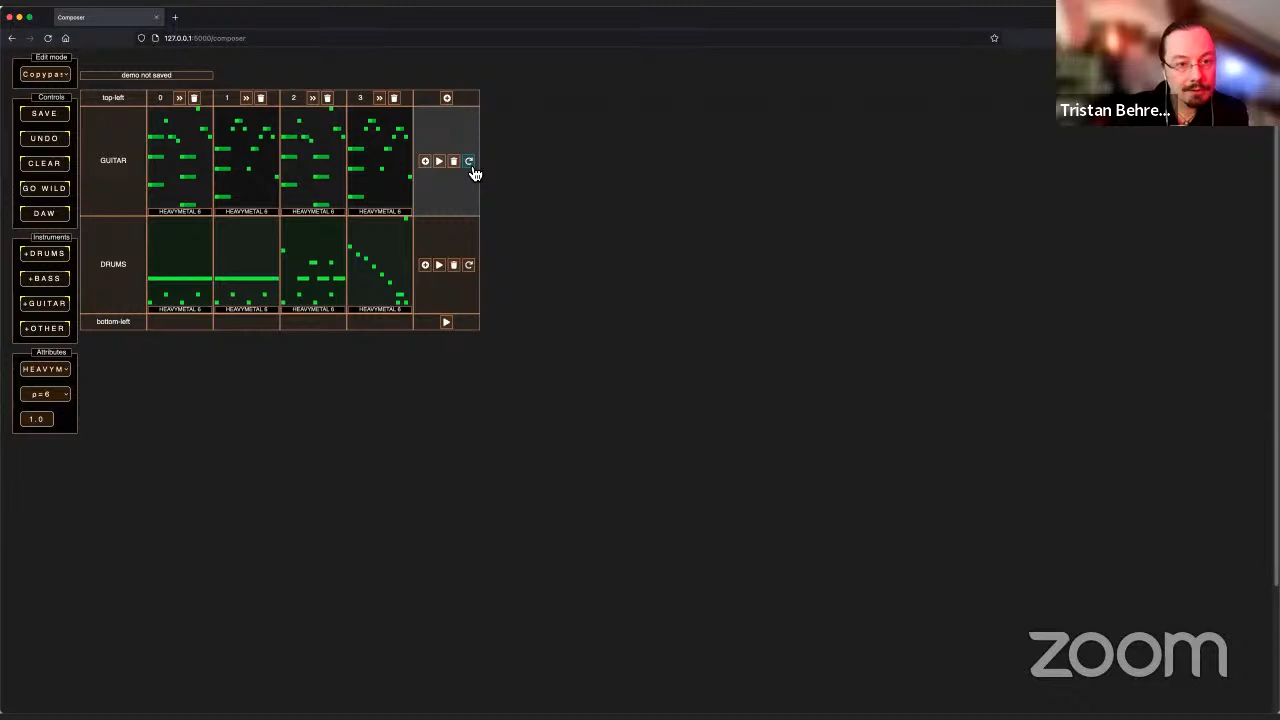 Composer
127.0.0.1:5000/composer
Tristan Behre...
Edit mode
Copypas
demo not saved
Controls
top-left
0
1
2
3
SAVE
UNDO
CLEAR
GO WILD
DAW
GUITAR
HEAVYMETAL 6
HEAVYMETAL 6
HEAVYMETAL 6
HEAVYMETAL 6
Instruments
+DRUMS
+BASS
+GUITAR
+OTHER
DRUMS
HEAVYMETAL 6
HEAVYMETAL 6
HEAVYMETAL 6
HEAVYMETAL 6
bottom-left
Attributes
HEAVYM
p=6
1.0
zoom